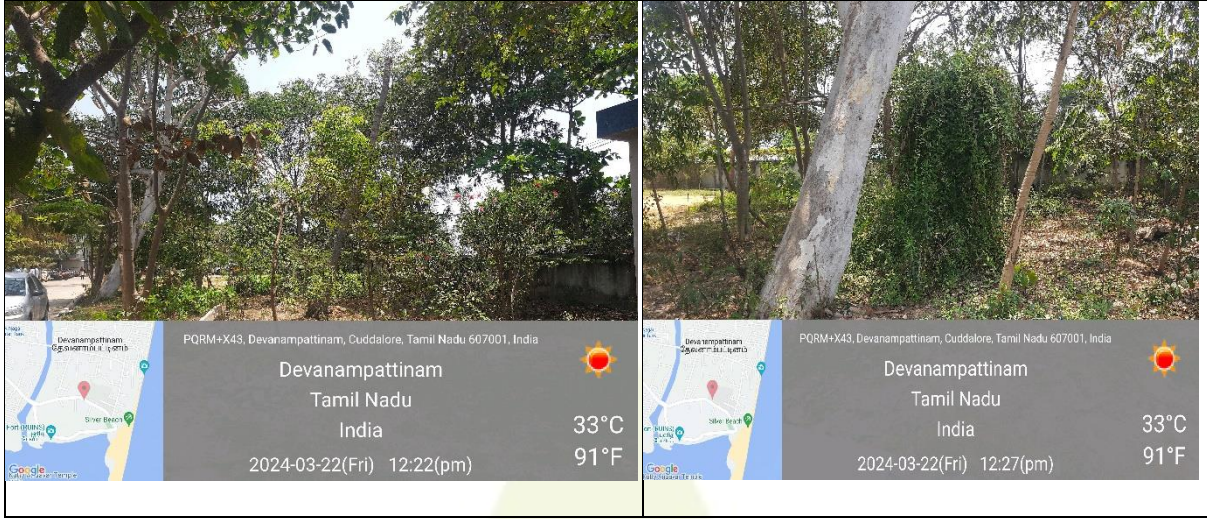 Devanampattinam
தேவனாம்பட்டினம்
Silver Beach
Fort (RUINS)
Google
PQRM+X43, Devanampattinam, Cuddalore, Tamil Nadu 607001, India
Devanampattinam
Tamil Nadu
India
2024-03-22(Fri) 12:22(pm)
33°C
91°F
Devanampattinam
தேவனாம்பட்டினம்
Silver Beach
Google
PQRM+X43, Devanampattinam, Cuddalore, Tamil Nadu 607001, India
Devanampattinam
Tamil Nadu
India
2024-03-22(Fri) 12:27(pm)
33°C
91°F